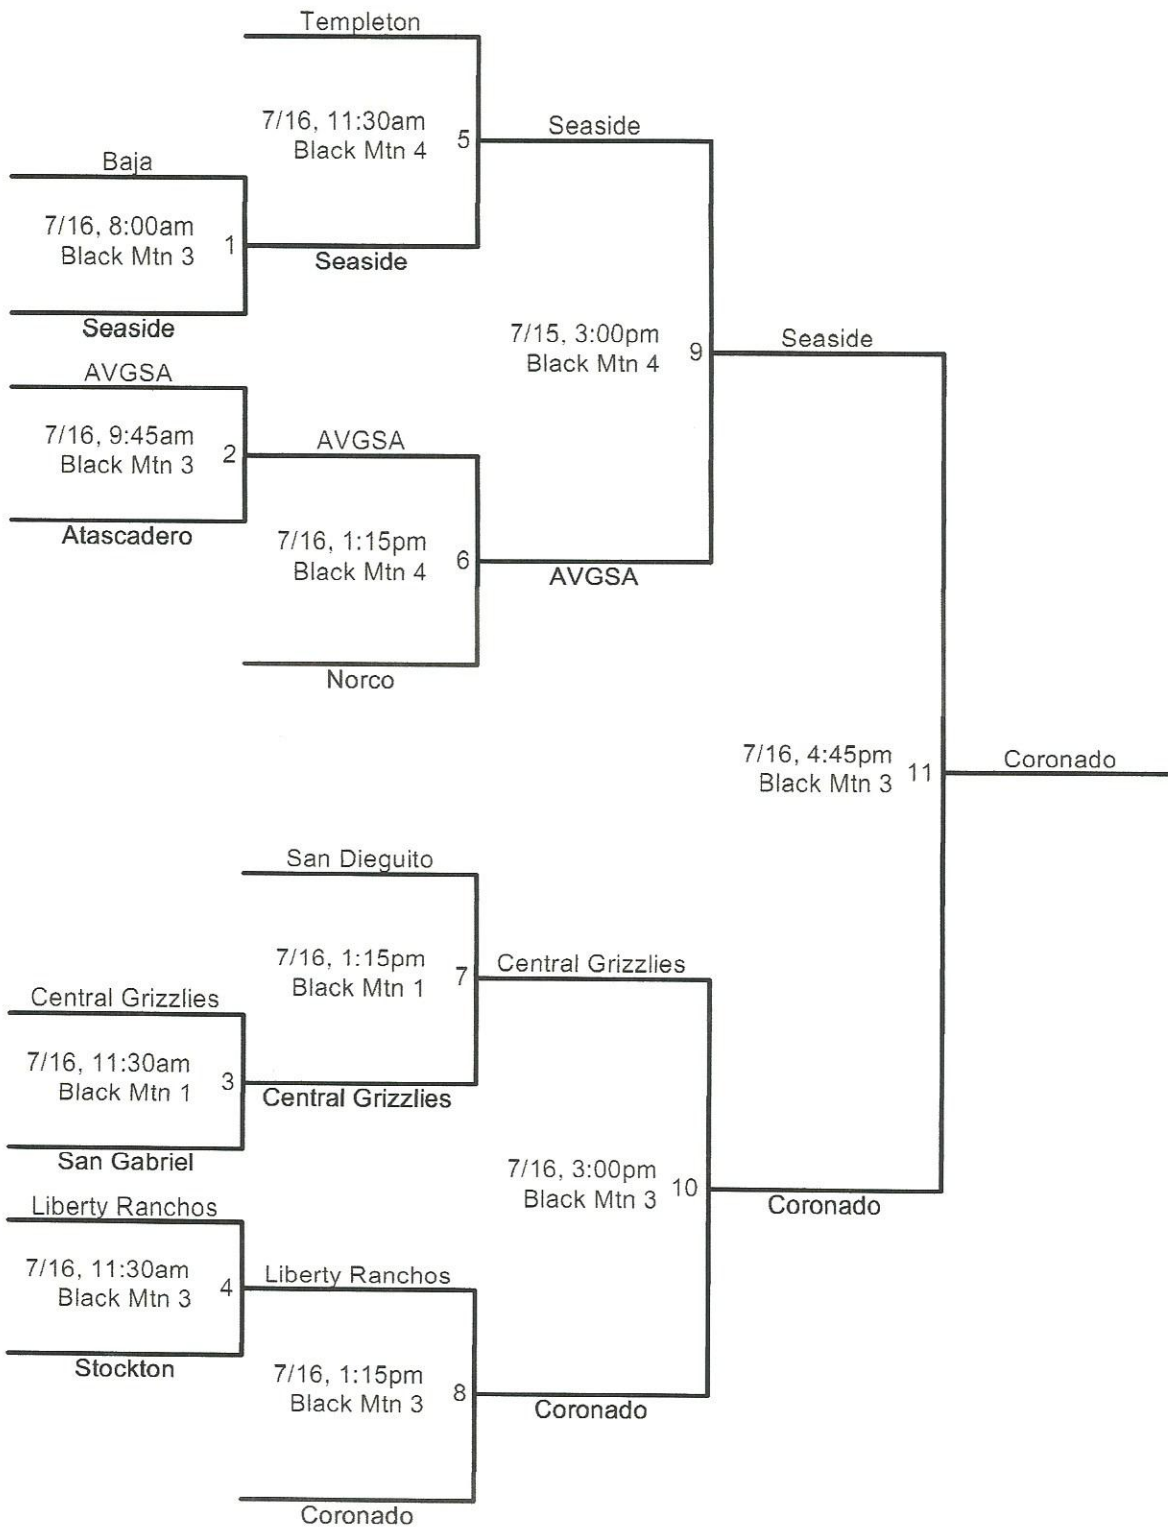 Templeton
7/16, 11:30am
Black Mtn 4
5
Seaside
Baja
7/16, 8:00am
Black Mtn 3
1
Seaside
Seaside
7/15, 3:00pm
Black Mtn 4
9
Seaside
AVGSA
7/16, 9:45am
Black Mtn 3
2
AVGSA
Atascadero
7/16, 1:15pm
Black Mtn 4
6
AVGSA
Norco
7/16, 4:45pm
Black Mtn 3
11
Coronado
San Dieguito
7/16, 1:15pm
Black Mtn 1
7
Central Grizzlies
Central Grizzlies
7/16, 11:30am
Black Mtn 1
3
Central Grizzlies
San Gabriel
7/16, 3:00pm
Black Mtn 3
10
Coronado
Liberty Ranchos
7/16, 11:30am
Black Mtn 3
4
Liberty Ranchos
Stockton
7/16, 1:15pm
Black Mtn 3
8
Coronado
Coronado